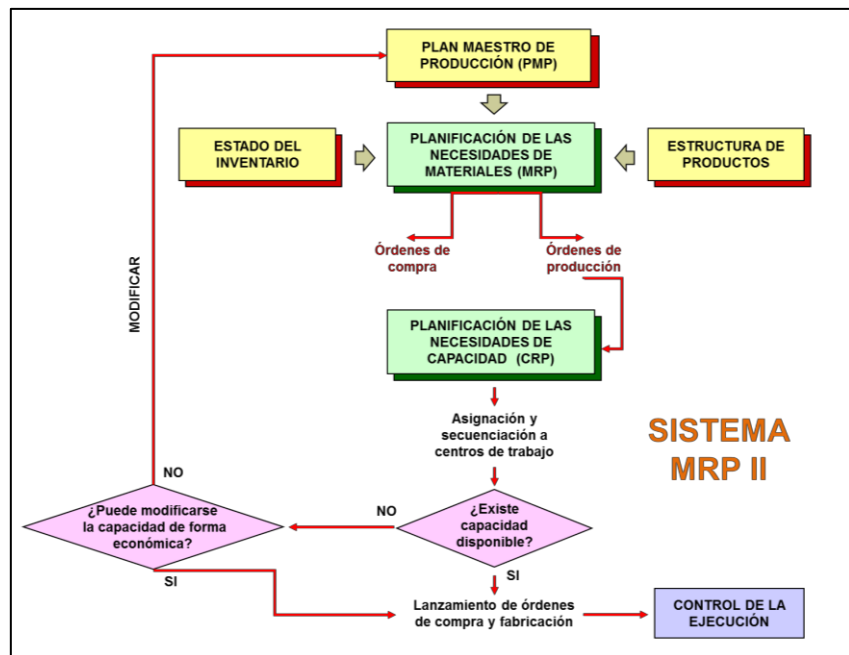 PLAN MAESTRO DE
PRODUCCIÓN (PMP)
ESTADO DEL
INVENTARIO
PLANIFICACIÓN DE LAS
NECESIDADES DE
MATERIALES (MRP)
ESTRUCTURA DE
PRODUCTOS
Órdenes de
compra
Órdenes de
producción
MODIFICAR
PLANIFICACIÓN DE LAS
NECESIDADES DE
CAPACIDAD (CRP)
Asignación y
secuenciación a
centros de trabajo
SISTEMA
MRP II
NO
¿Puede modificarse
la capacidad de forma
económica?
NO
¿Existe
capacidad
disponible?
SI
SI
Lanzamiento de órdenes
de compra y fabricación
CONTROL DE LA
EJECUCIÓN